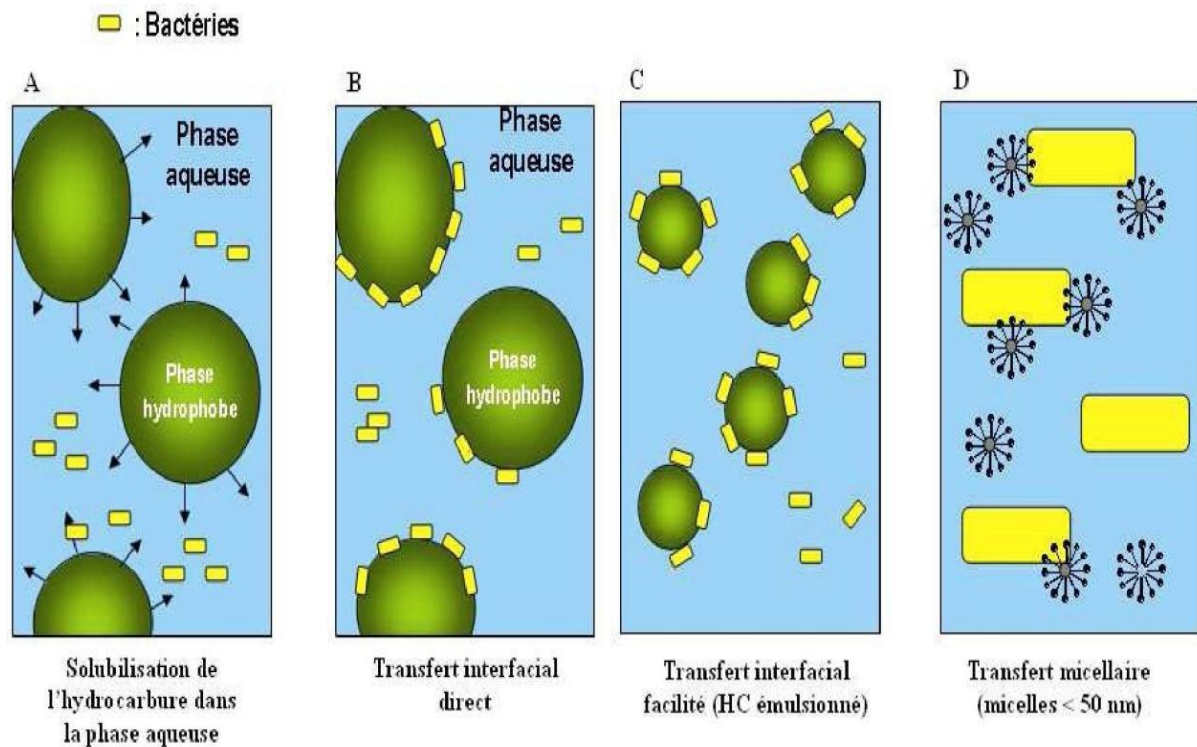 : Bactéries
A
Phase
aqueuse
Phase
hydrophobe
Solubilisation de
l'hydrocarbure dans
la phase aqueuse
B
Phase
aqueuse
Phase
hydrophobe
Transfert interfacial
direct
C
Transfert interfacial
facilité (HC émulsionné)
D
Transfert micellaire
(micelles < 50 nm)